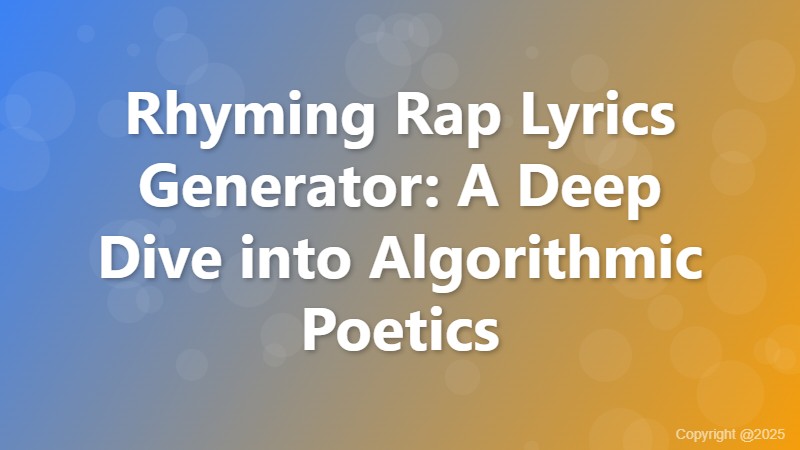 Rhyming Rap Lyrics
Generator: A Deep
Dive into Algorithmic
Poetics
Copyright @2025